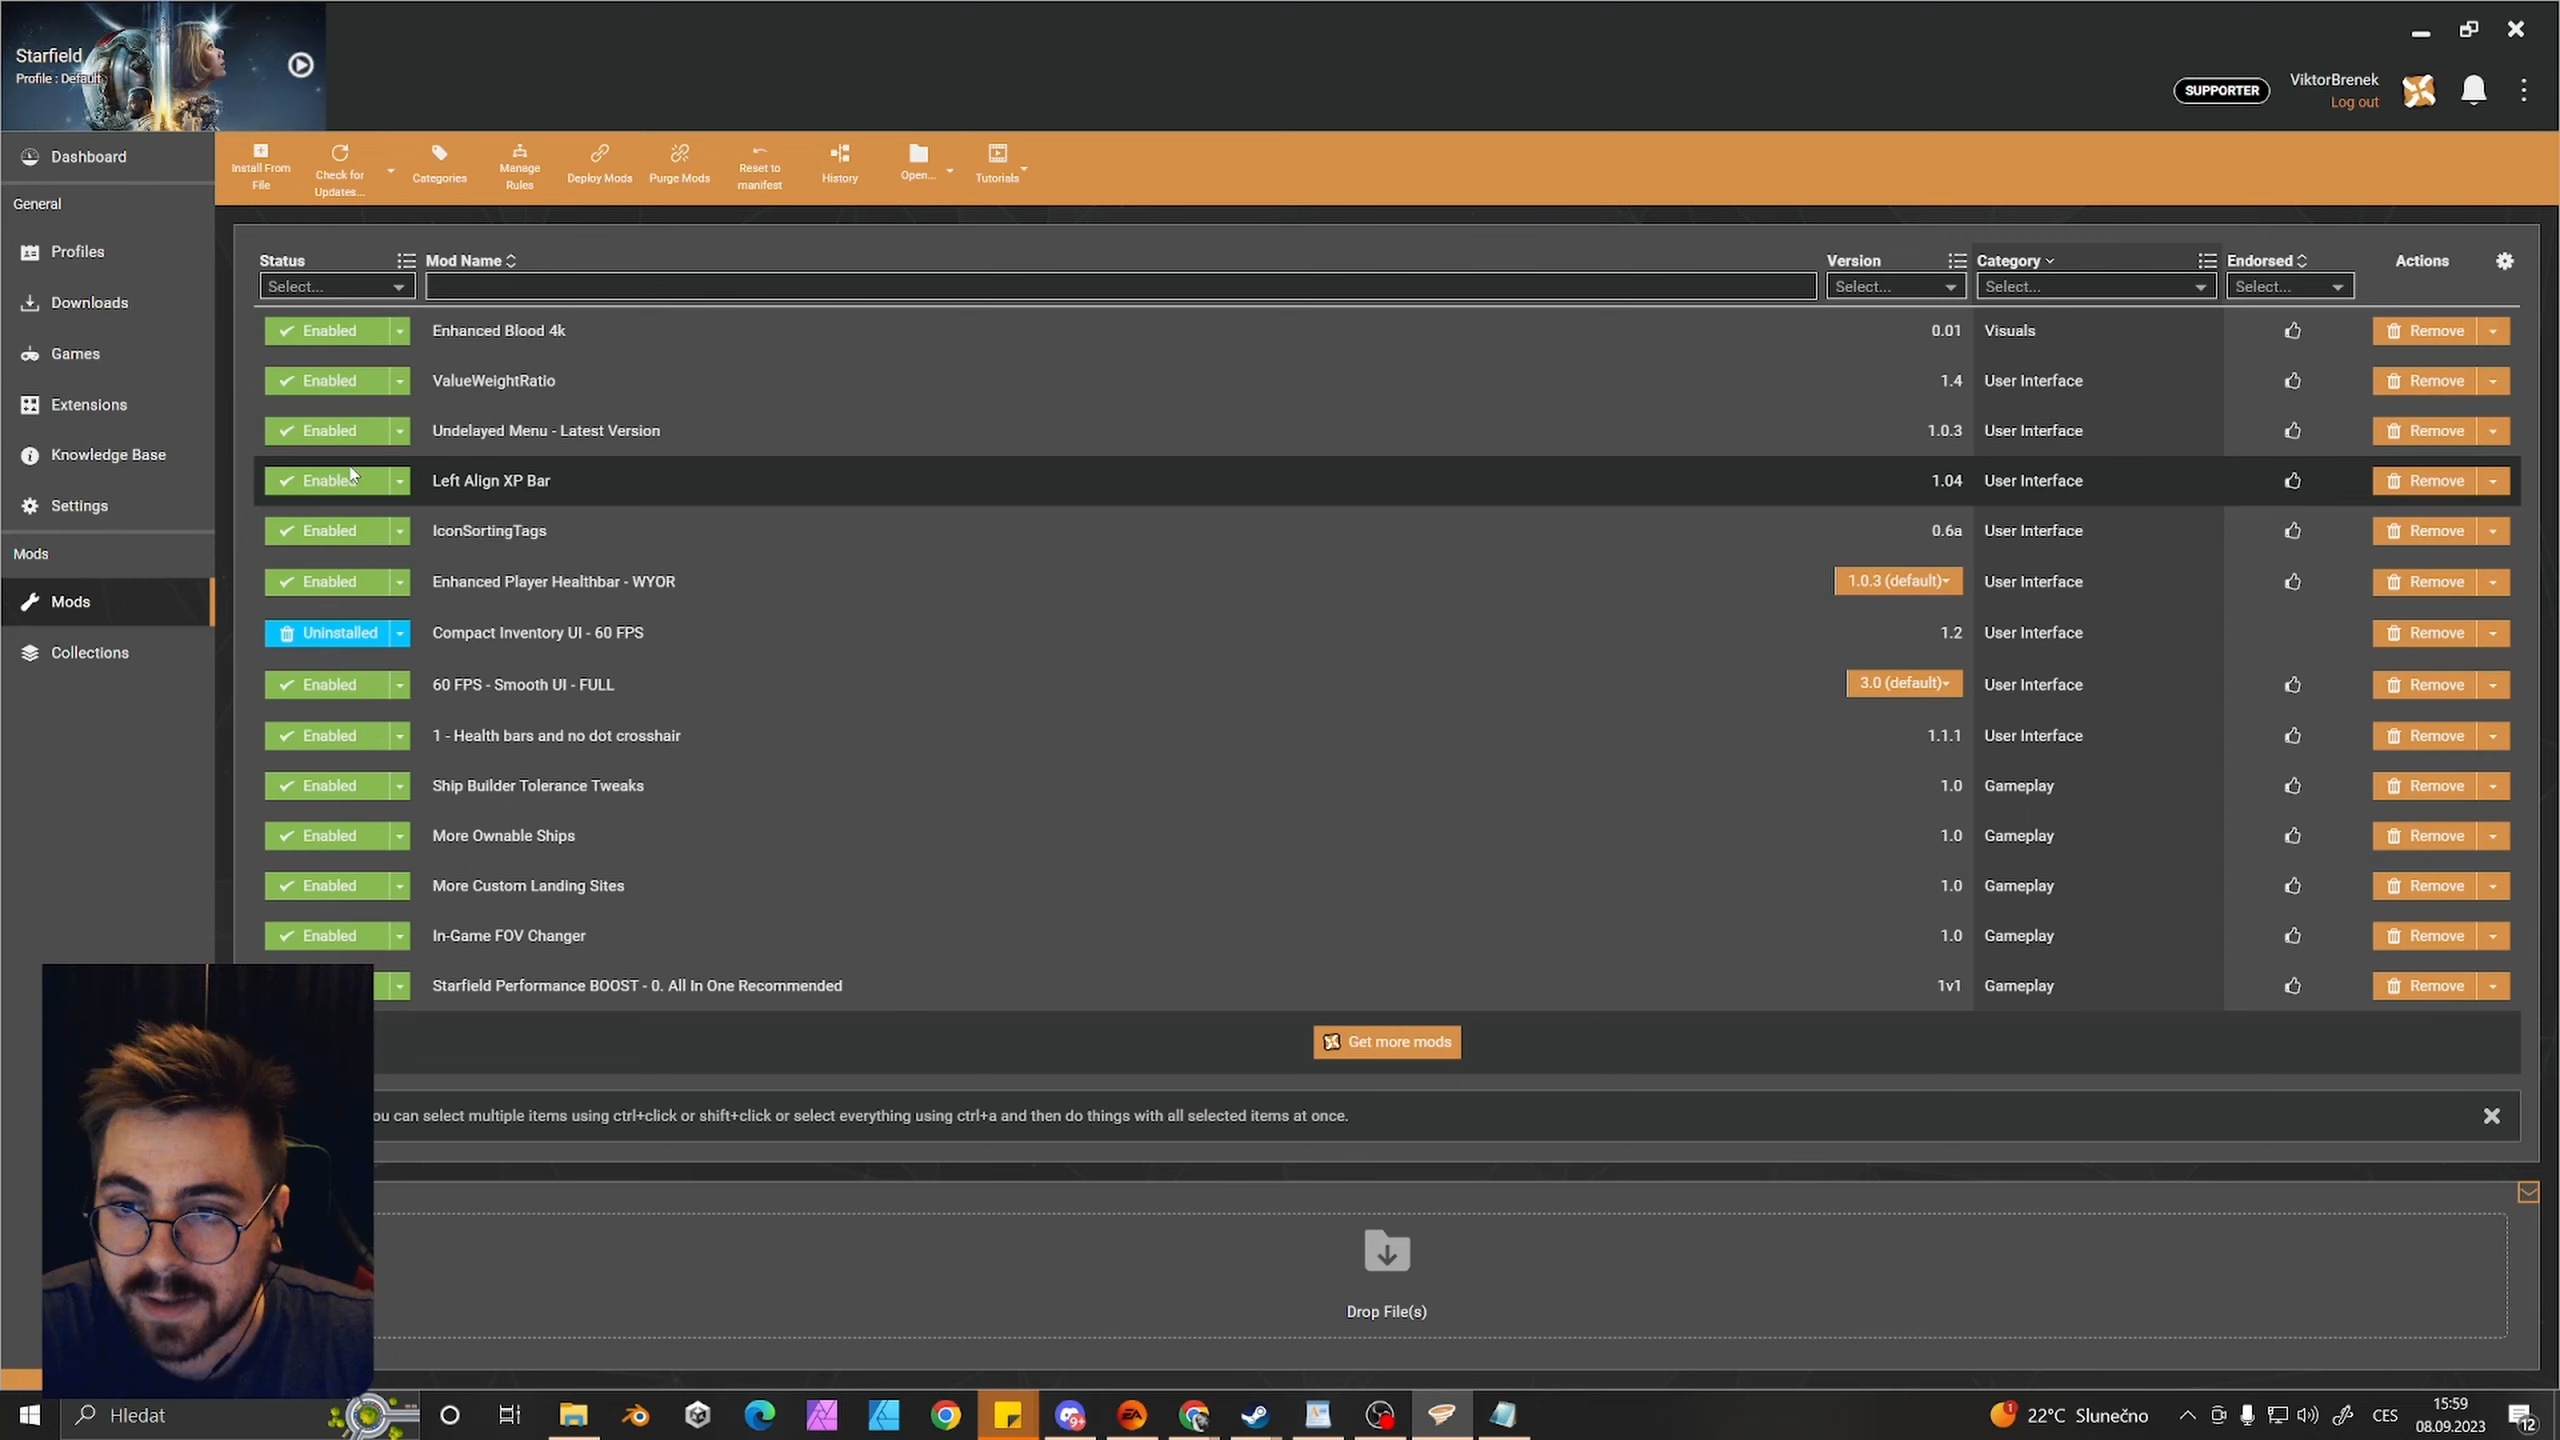 Starfield
Profile : Default
SUPPORTER
ViktorBrenek
Log out
Dashboard
General
Profiles
Downloads
Games
Extensions
Knowledge Base
Settings
Mods
Mods
Collections
Install From File
Check for Updates...
Categories
Manage Rules
Deploy Mods
Purge Mods
Reset to manifest
History
Open...
Tutorials
Status Mod Name Version Category Endorsed Actions
Select... Select... Select... Select...
Enabled Enhanced Blood 4k 0.01 Visuals Remove
Enabled ValueWeightRatio 1.4 User Interface Remove
Enabled Undelayed Menu - Latest Version 1.0.3 User Interface Remove
Enabled Left Align XP Bar 1.04 User Interface Remove
Enabled IconSortingTags 0.6a User Interface Remove
Enabled Enhanced Player Healthbar - WYOR 1.0.3 (default) User Interface Remove
Uninstalled Compact Inventory UI - 60 FPS 1.2 User Interface Remove
Enabled 60 FPS - Smooth UI - FULL 3.0 (default) User Interface Remove
Enabled 1 - Health bars and no dot crosshair 1.1.1 User Interface Remove
Enabled Ship Builder Tolerance Tweaks 1.0 Gameplay Remove
Enabled More Ownable Ships 1.0 Gameplay Remove
Enabled More Custom Landing Sites 1.0 Gameplay Remove
Enabled In-Game FOV Changer 1.0 Gameplay Remove
Starfield Performance BOOST - 0. All In One Recommended 1v1 Gameplay Remove
Get more mods
ou can select multiple items using ctrl+click or shift+click or select everything using ctrl+a and then do things with all selected items at once.
Drop File(s)
Hledat
9+
EA
1
22°C Slunečno
CES
15:59
08.09.2023
12